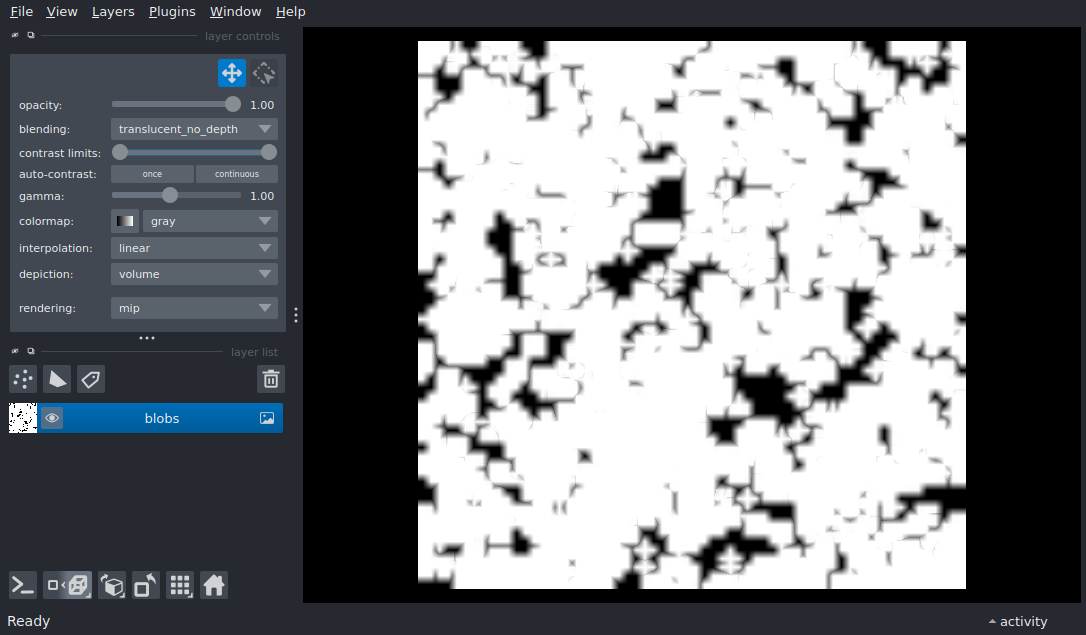 File View Layers Plugins Window Help
layer controls
opacity: 1.00
blending: translucent_no_depth
contrast limits:
auto-contrast: once continuous
gamma: 1.00
colormap: gray
interpolation: linear
depiction: volume
rendering: mip
layer list
blobs
Ready activity